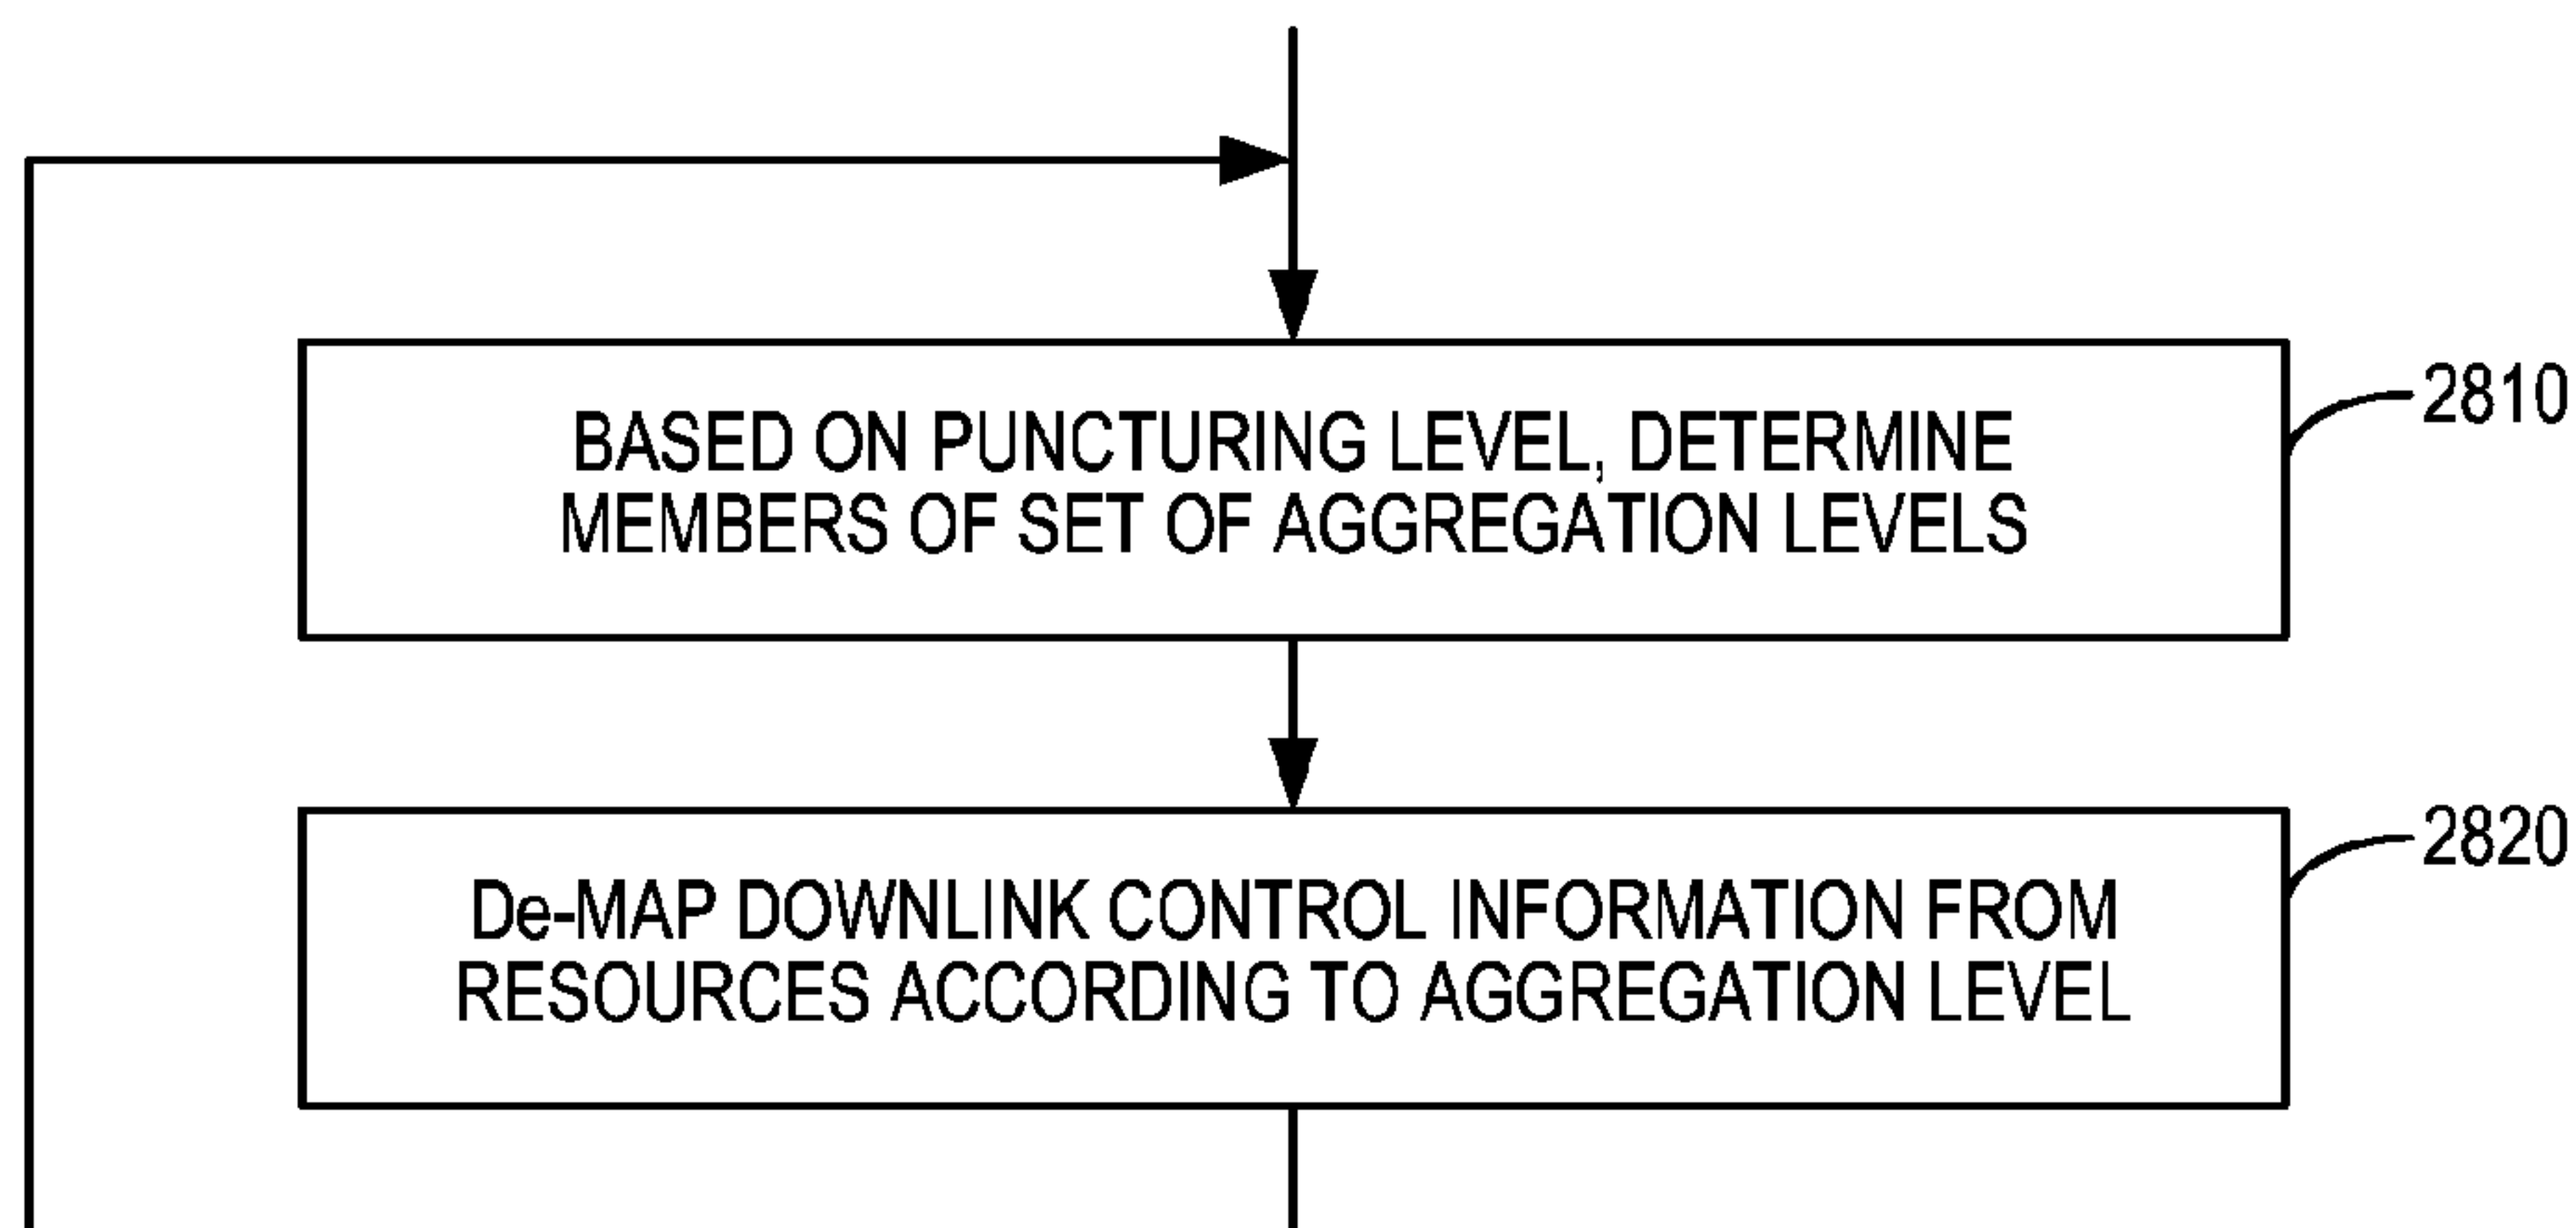 BASED ON PUNCTURING LEVEL, DETERMINE
MEMBERS OF SET OF AGGREGATION LEVELS
2810
De-MAP DOWNLINK CONTROL INFORMATION FROM
RESOURCES ACCORDING TO AGGREGATION LEVEL
2820